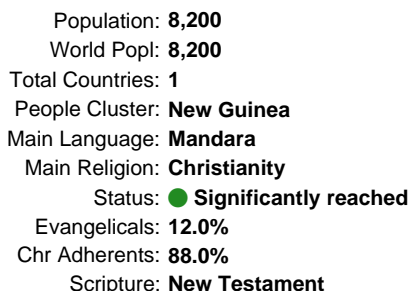 Population: 8,200
World Popl: 8,200
Total Countries: 1
People Cluster: New Guinea
Main Language: Mandara
Main Religion: Christianity
Status: Significantly reached
Evangelicals: 12.0%
Chr Adherents: 88.0%
Scripture: New Testament